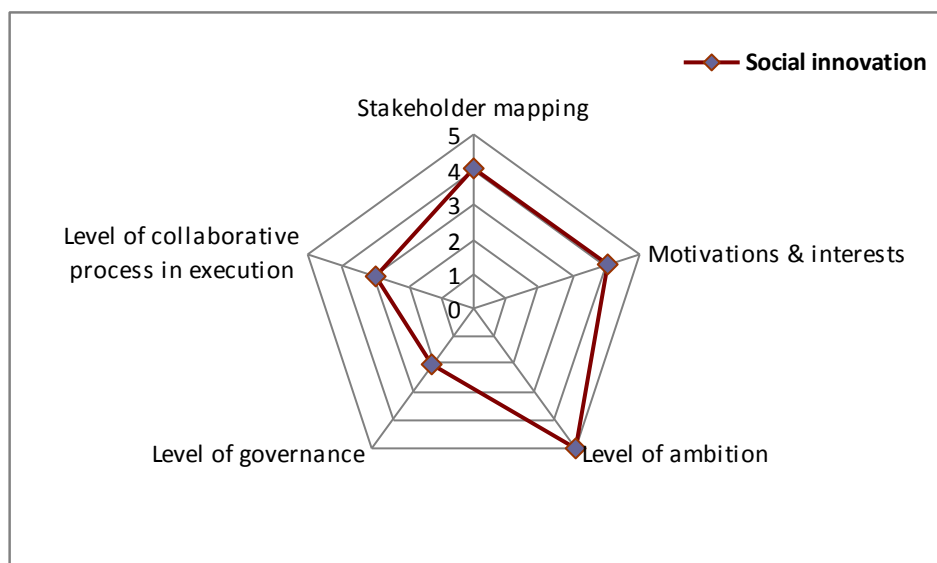 Social innovation
Stakeholder mapping
5
4
3
2
1
0
Motivations & interests
Level of ambition
Level of governance
Level of collaborative
process in execution